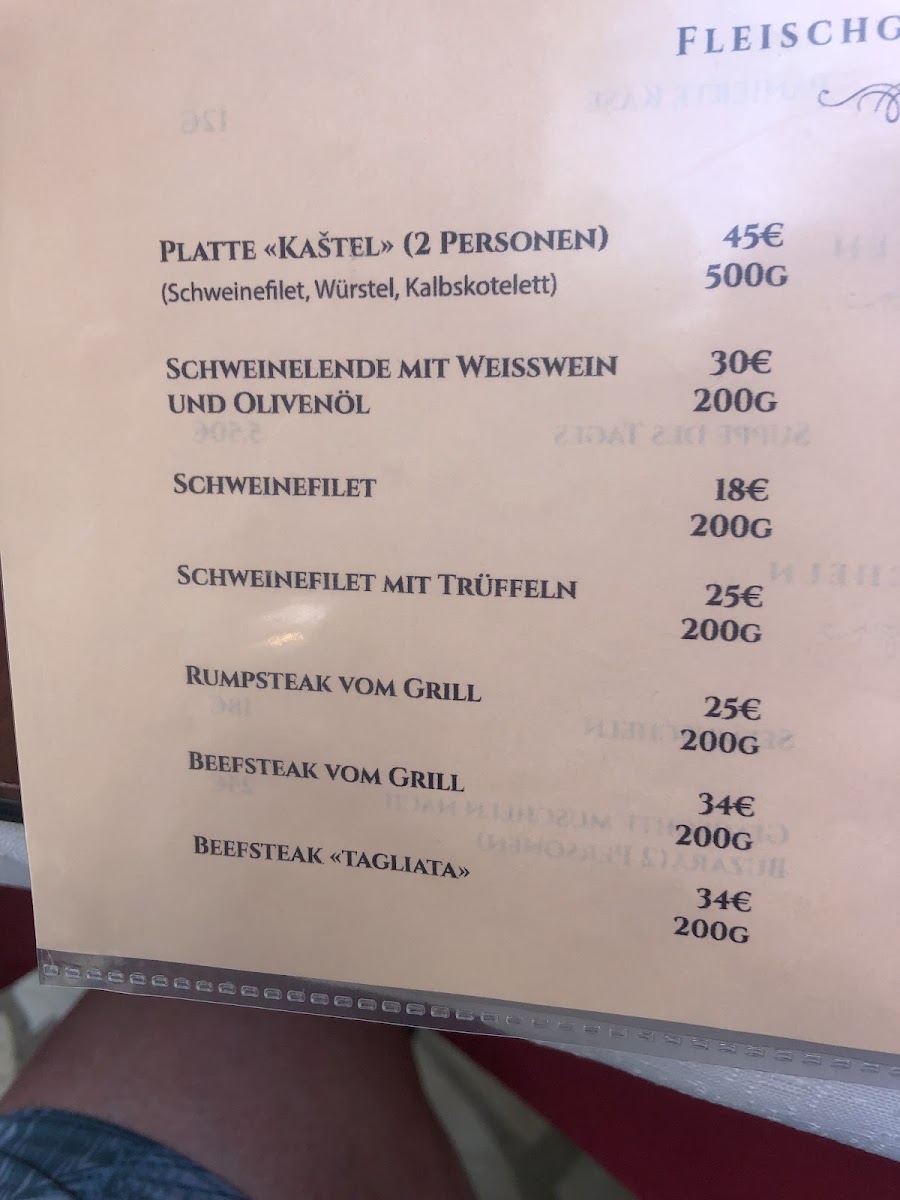 FLEISCHG
PLATTE «KAŠTEL» (2 PERSONEN) 45€
(Schweinefilet, Würstel, Kalbskotelett) 500G
SCHWEINELENDE MIT WEISSWEIN 30€
UND OLIVENÖL 200G
SCHWEINEFILET 18€
200G
SCHWEINEFILET MIT TRÜFFELN 25€
200G
RUMPSTEAK VOM GRILL 25€
200G
BEEFSTEAK VOM GRILL 34€
200G
BEEFSTEAK «TAGLIATA» 34€
200G